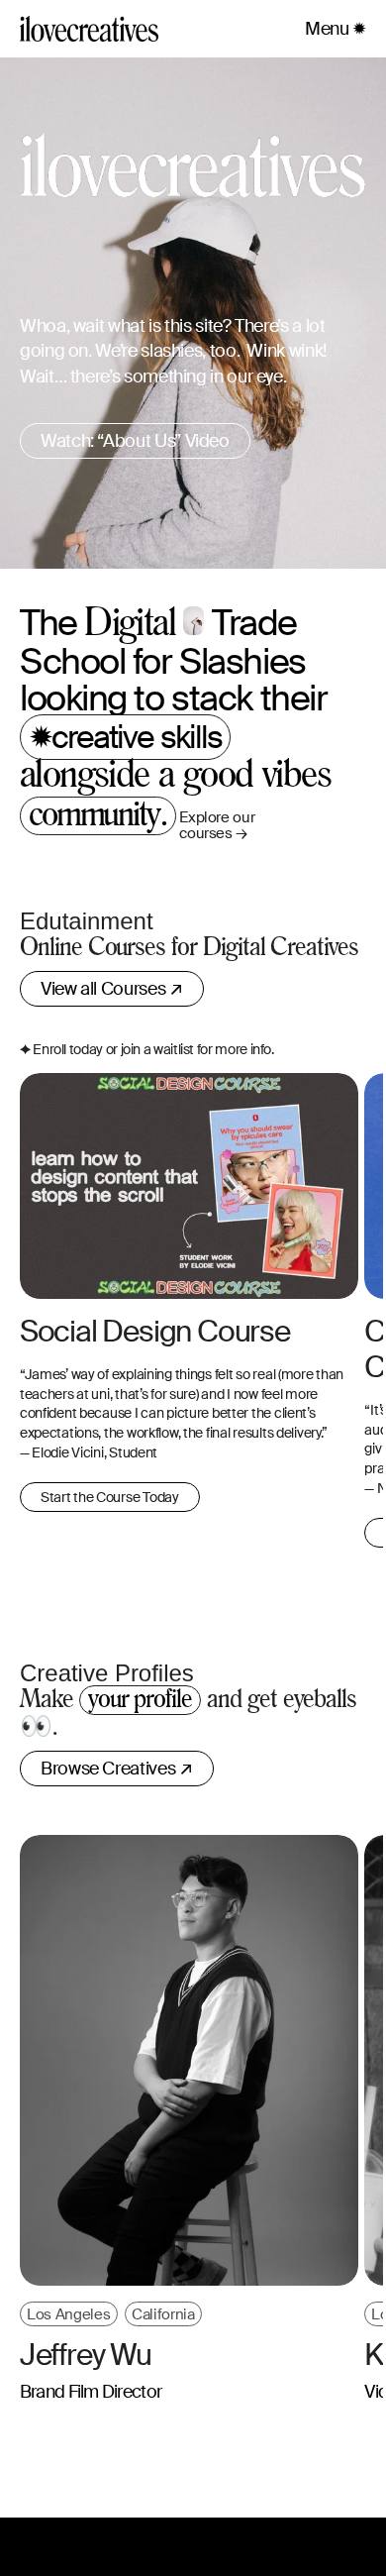 ilovecreatives
Menu ✹
ilovecreatives
Whoa, wait what is this site? There's a lot
going on. We're slashies, too. Wink wink!
Wait... there's something in our eye.
Watch: “About Us” Video
The Digital Trade
School for Slashies
looking to stack their
✹creative skills
alongside a good vibes
community.
Explore our
courses →
Edutainment
Online Courses for Digital Creatives
View all Courses ↗
✦ Enroll today or join a waitlist for more info.
SOCIAL DESIGN COURSE
Why you should swear
by spicules care
learn how to
design content that
stops the scroll
STUDENT WORK
BY ELODIE VICINI
SOCIAL DESIGN COURSE
Social Design Course
“James’ way of explaining things felt so real (more than
teachers at uni, that’s for sure) and I now feel more
confident because I can picture better the client’s
expectations, the workflow, the final results delivery.”
— Elodie Vicini, Student
Start the Course Today
Creative Profiles
Make your profile and get eyeballs
👀.
Browse Creatives ↗
Los Angeles
California
Jeffrey Wu
Brand Film Director